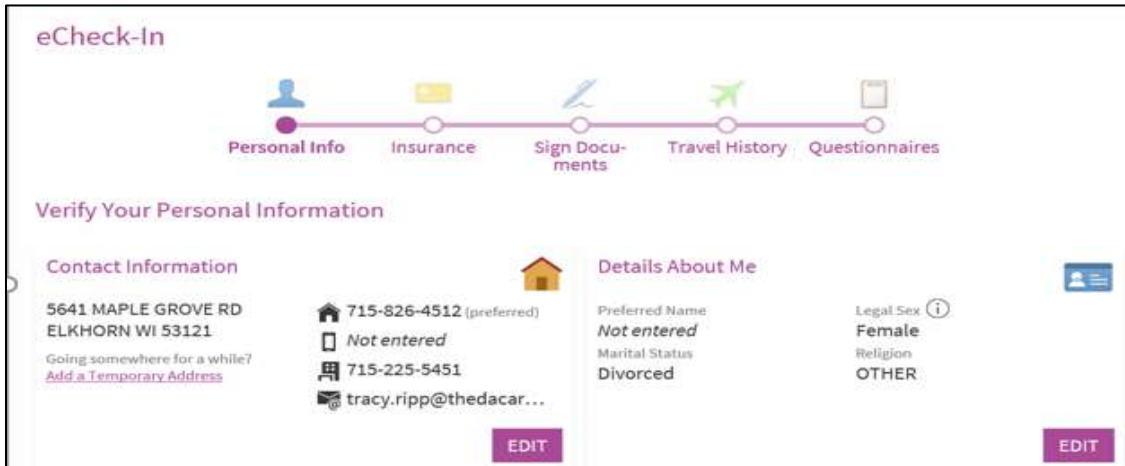 eCheck-In
Personal Info
Insurance
Sign Docu-
ments
Travel History
Questionnaires
Verify Your Personal Information
Contact Information
5641 MAPLE GROVE RD
ELKHORN WI 53121
Going somewhere for a while?
Add a Temporary Address
715-826-4512 (preferred)
Not entered
715-225-5451
tracy.ripp@thedacar...
EDIT
Details About Me
Preferred Name
Not entered
Legal Sex
Female
Marital Status
Divorced
Religion
OTHER
EDIT